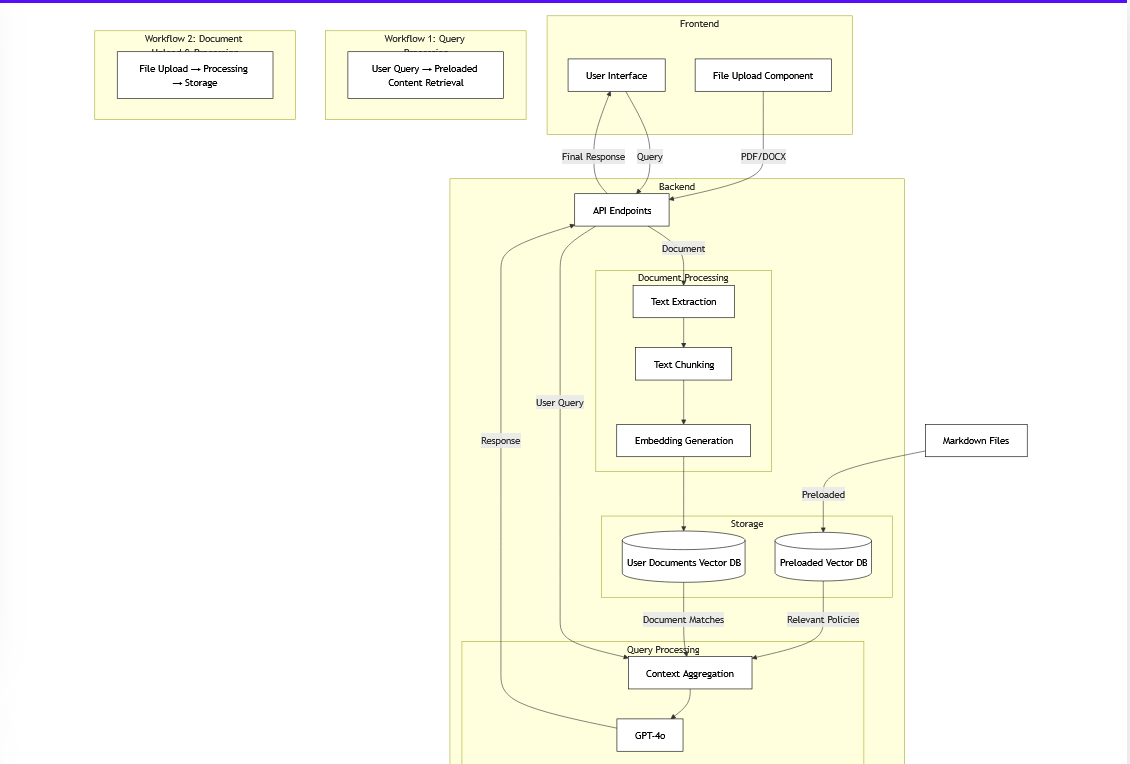 Frontend
Workflow 2: Document
Upload & Processing
Workflow 1: Query
Processing
File Upload → Processing
→ Storage
User Query → Preloaded
Content Retrieval
User Interface
File Upload Component
Final Response
Query
PDF/DOCX
Backend
API Endpoints
Document
Document Processing
Text Extraction
Text Chunking
User Query
Embedding Generation
Response
Markdown Files
Preloaded
Storage
User Documents Vector DB
Preloaded Vector DB
Document Matches
Relevant Policies
Query Processing
Context Aggregation
GPT-4o